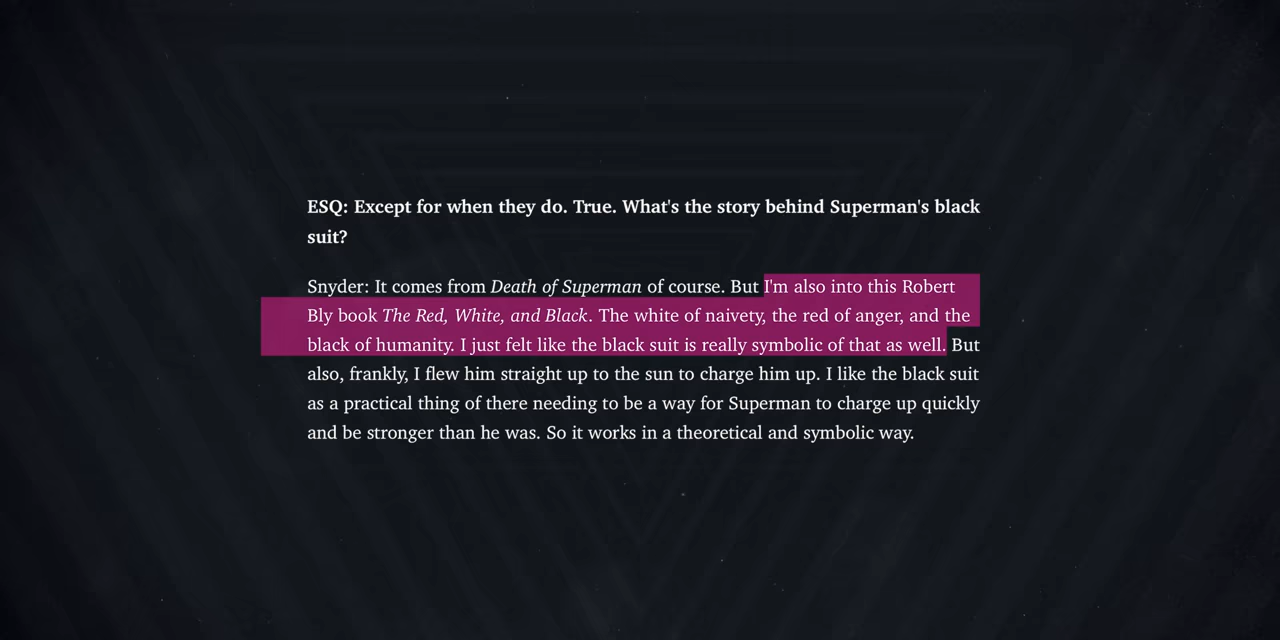 ESQ: Except for when they do. True. What's the story behind Superman's black
suit?
Snyder: It comes from Death of Superman of course. But I'm also into this Robert
Bly book The Red, White, and Black. The white of naivety, the red of anger, and the
black of humanity. I just felt like the black suit is really symbolic of that as well. But
also, frankly, I flew him straight up to the sun to charge him up. I like the black suit
as a practical thing of there needing to be a way for Superman to charge up quickly
and be stronger than he was. So it works in a theoretical and symbolic way.